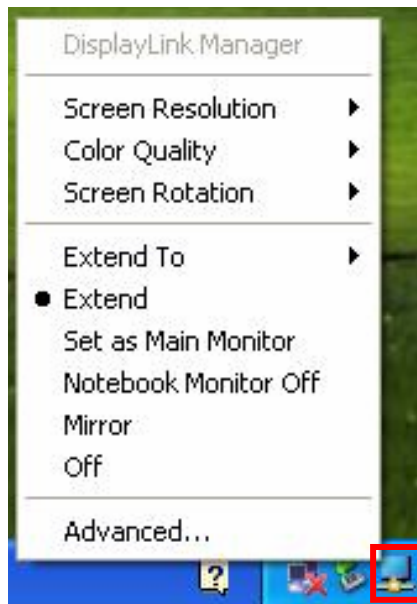 DisplayLink Manager
Screen Resolution
Color Quality
Screen Rotation
Extend To
Extend
Set as Main Monitor
Notebook Monitor Off
Mirror
Off
Advanced...
?